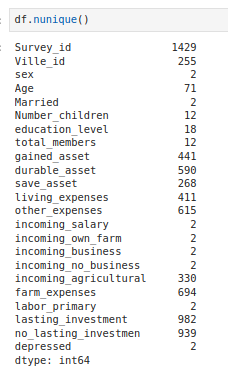 df.nunique()
Survey_id 1429
Ville_id 255
sex 2
Age 71
Married 2
Number_children 12
education_level 18
total_members 12
gained_asset 441
durable_asset 590
save_asset 268
living_expenses 411
other_expenses 615
incoming_salary 2
incoming_own_farm 2
incoming_business 2
incoming_no_business 2
incoming_agricultural 330
farm_expenses 694
labor_primary 2
lasting_investment 982
no_lasting_investmen 939
depressed 2
dtype: int64